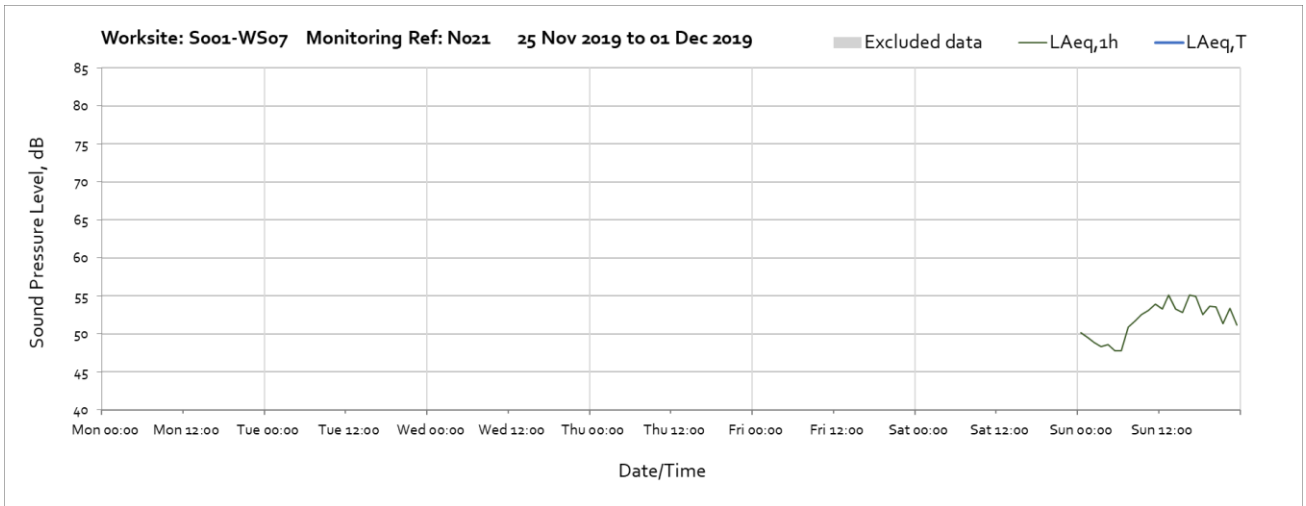 Worksite: S001-WS07 Monitoring Ref: N021 25 Nov 2019 to 01 Dec 2019
Excluded data LAeq,1h LAeq,T
85
80
75
70
65
60
55
50
45
40
Sound Pressure Level, dB
Mon 00:00 Mon 12:00 Tue 00:00 Tue 12:00 Wed 00:00 Wed 12:00 Thu 00:00 Thu 12:00 Fri 00:00 Fri 12:00 Sat 00:00 Sat 12:00 Sun 00:00 Sun 12:00
Date/Time